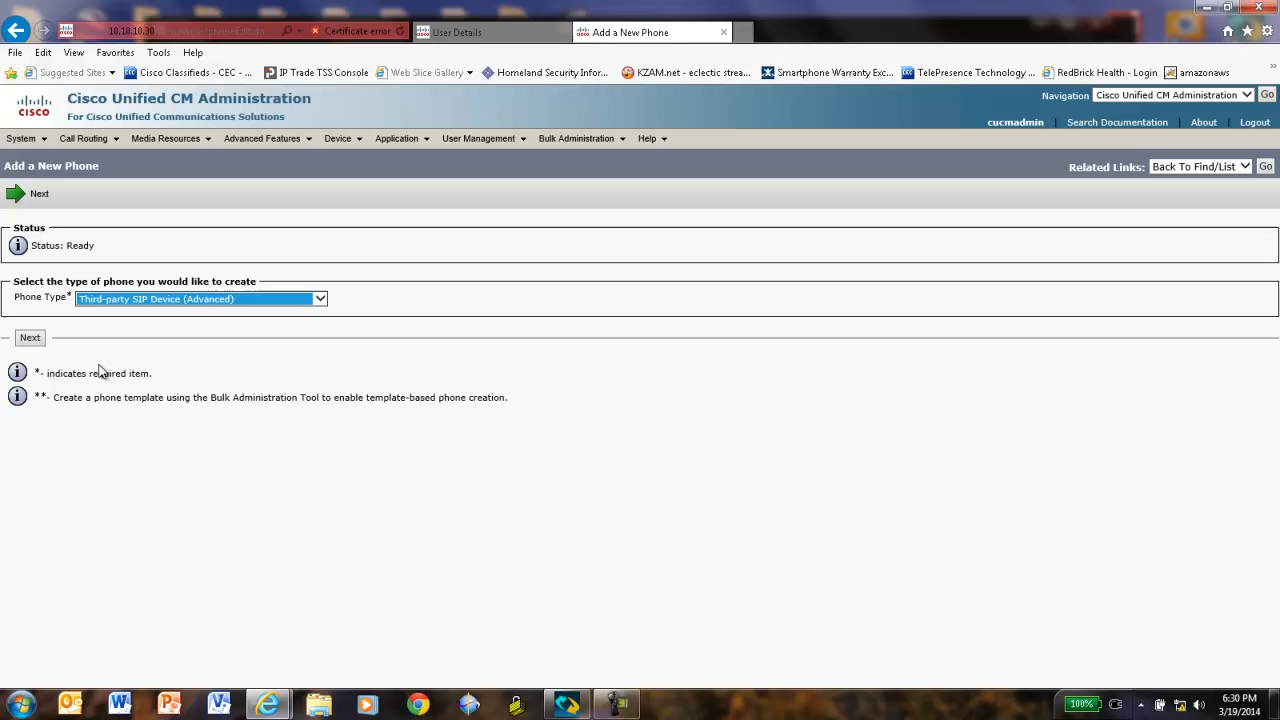 10.10.10.30
Certificate error
User Details
Add a New Phone
File Edit View Favorites Tools Help
Suggested Sites
Cisco Classifieds - CEC - ...
IP Trade TSS Console
Web Slice Gallery
Homeland Security Infor...
KZAM.net - eclectic strea...
Smartphone Warranty Exc...
TelePresence Technology ...
RedBrick Health - Login
amazonaws
CISCO
Cisco Unified CM Administration
For Cisco Unified Communications Solutions
Navigation Cisco Unified CM Administration Go
cucmadmin Search Documentation About Logout
System Call Routing Media Resources Advanced Features Device Application User Management Bulk Administration Help
Add a New Phone
Related Links: Back To Find/List Go
Next
Status
Status: Ready
Select the type of phone you would like to create
Phone Type* Third-party SIP Device (Advanced)
Next
*- indicates required item.
**- Create a phone template using the Bulk Administration Tool to enable template-based phone creation.
100%
6:30 PM
3/19/2014